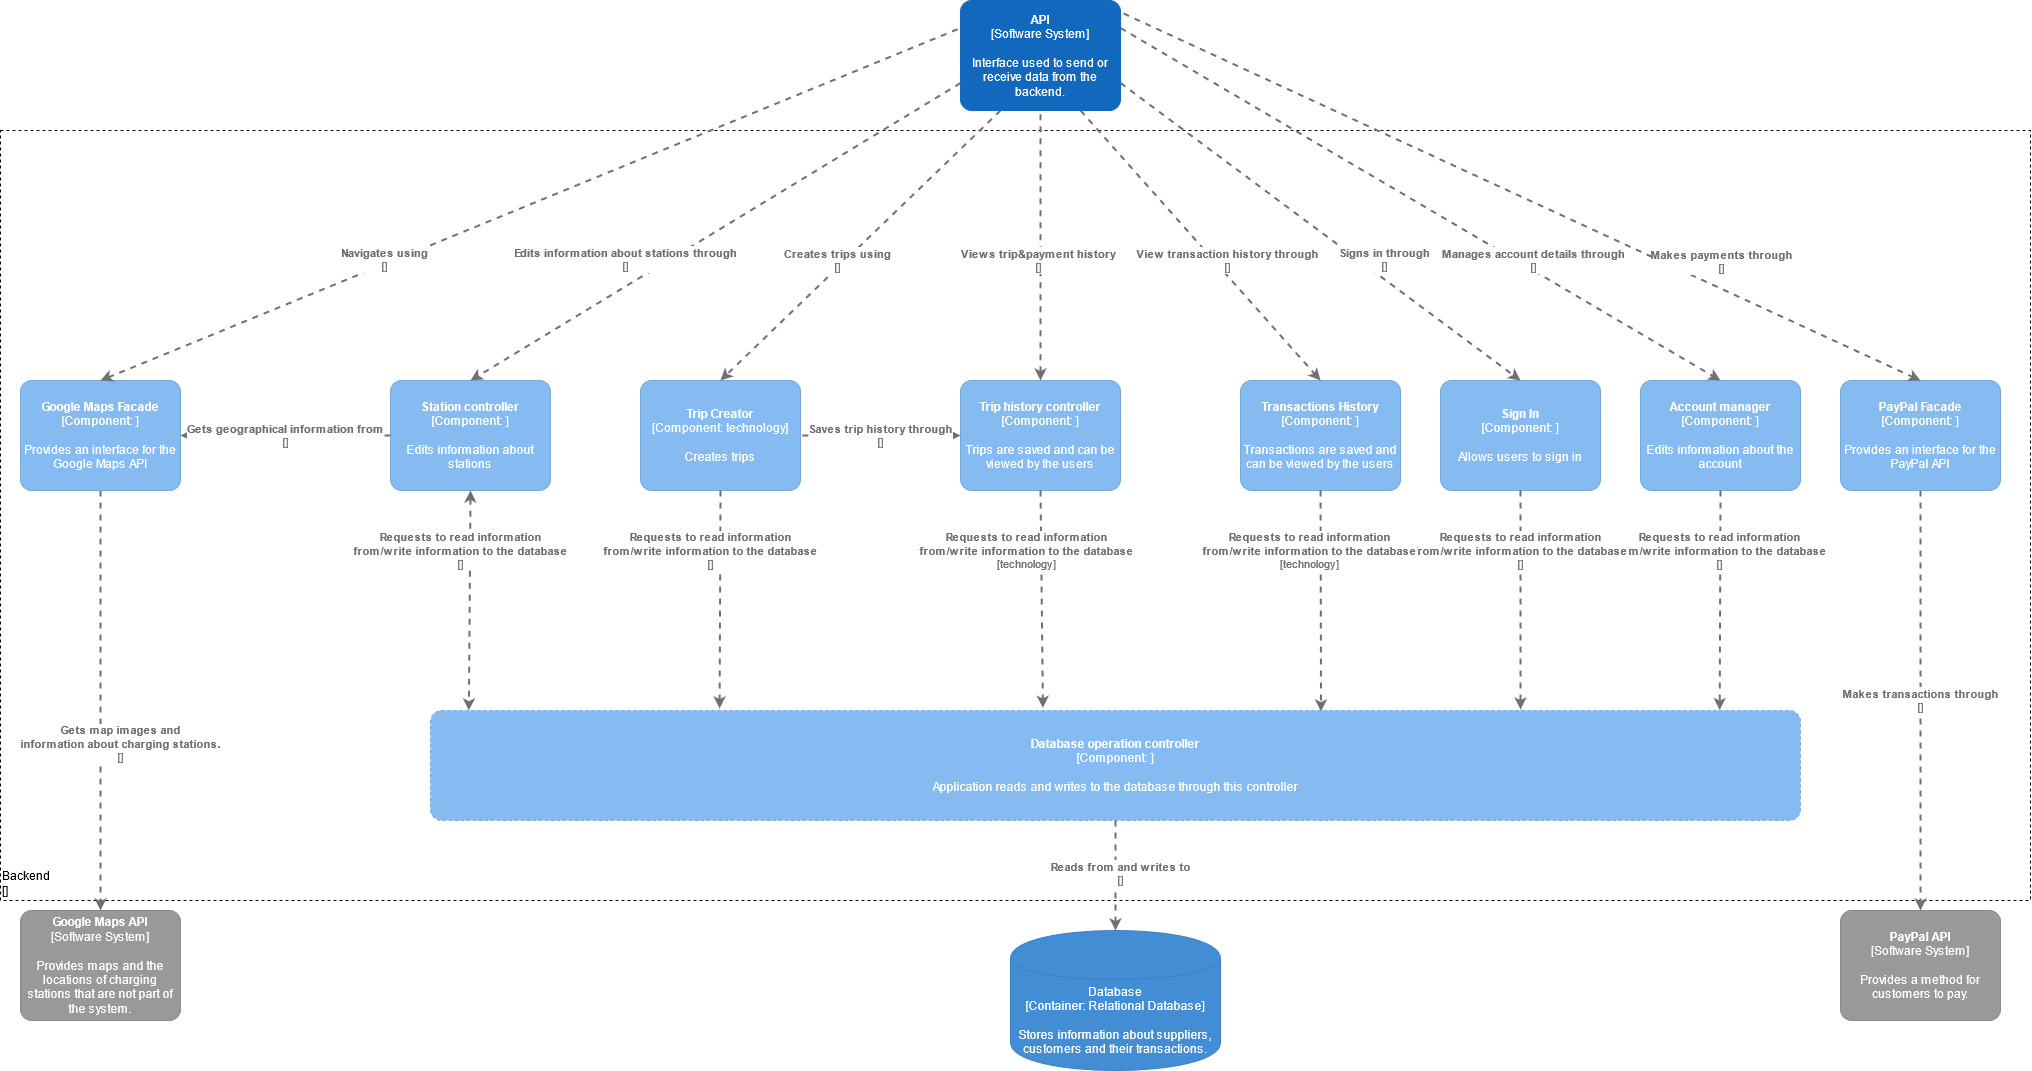 API
[Software System]
Interface used to send or
receive data from the
backend.
Navigates using
[]
Edits information about stations through
[]
Creates trips using
[]
Views trip&payment history
[]
View transaction history through
[]
Signs in through
[]
Manages account details through
[]
Makes payments through
[]
Google Maps Facade
[Component: ]
Provides an interface for the
Google Maps API
Gets geographical information from
[]
Station controller
[Component: ]
Edits information about
stations
Trip Creator
[Component: technology]
Creates trips
Saves trip history through
[]
Trip history controller
[Component: ]
Trips are saved and can be
viewed by the users
Transactions History
[Component: ]
Transactions are saved and
can be viewed by the users
Sign In
[Component: ]
Allows users to sign in
Account manager
[Component: ]
Edits information about the
account
PayPal Facade
[Component: ]
Provides an interface for the
PayPal API
Requests to read information
from/write information to the database
[]
Requests to read information
from/write information to the database
[]
Requests to read information
from/write information to the database
[technology]
Requests to read information
from/write information to the database
[technology]
Requests to read information
rom/write information to the database
[]
Requests to read information
m/write information to the database
[]
Makes transactions through
[]
Gets map images and
information about charging stations.
[]
Database operation controller
[Component: ]
Application reads and writes to the database through this controller
Reads from and writes to
[]
Backend
[]
Google Maps API
[Software System]
Provides maps and the
locations of charging
stations that are not part of
the system.
Database
[Container: Relational Database]
Stores information about suppliers,
customers and their transactions.
PayPal API
[Software System]
Provides a method for
customers to pay.